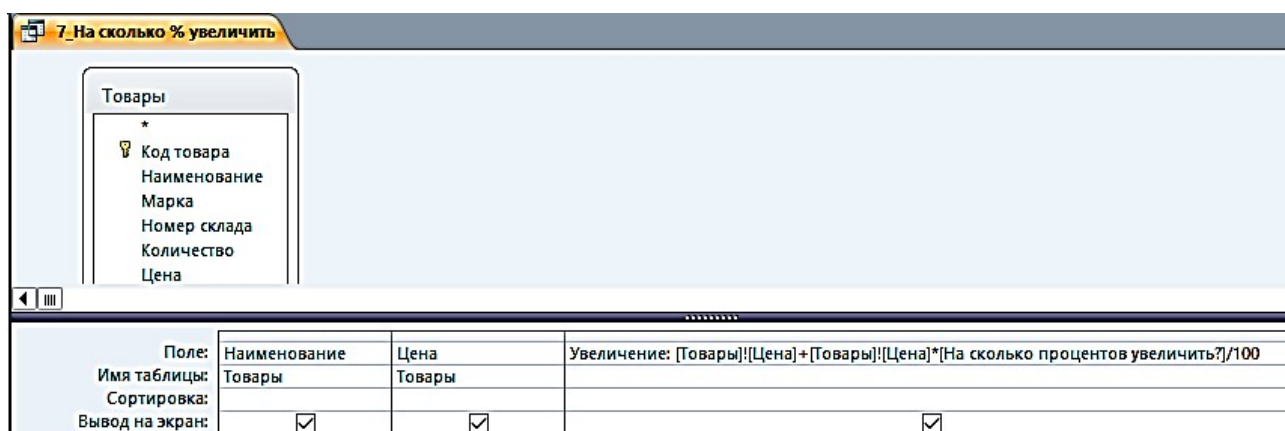 7_На сколько % увеличить
Товары
*
Код товара
Наименование
Марка
Номер склада
Количество
Цена
Поле: Наименование Цена Увеличение: [Товары]![Цена]+[Товары]![Цена]*[На сколько процентов увеличить?]/100
Имя таблицы: Товары Товары
Сортировка:
Вывод на экран: